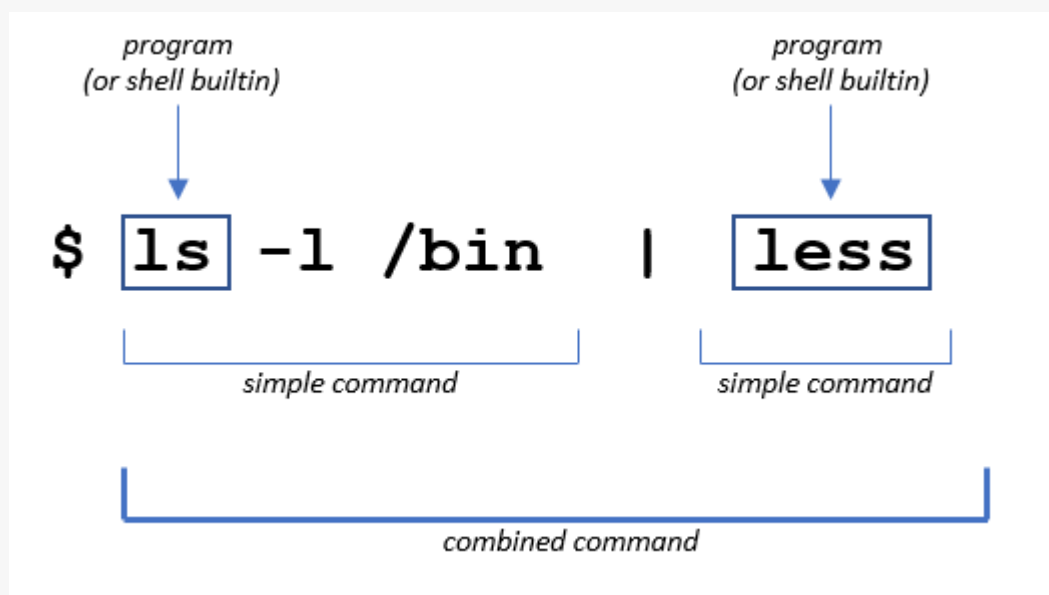 program
(or shell builtin)
program
(or shell builtin)
$ ls -l /bin | less
simple command
simple command
combined command